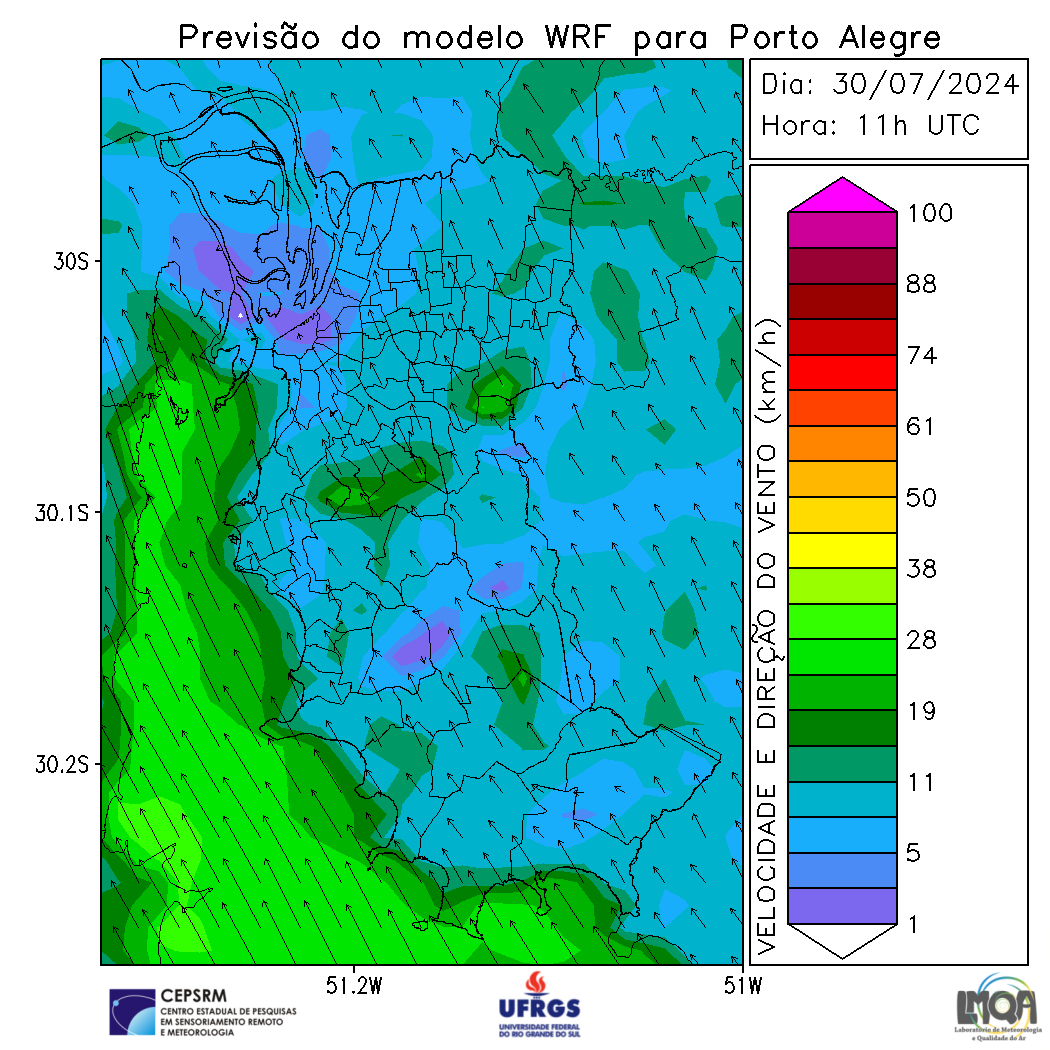 Previsão do modelo WRF para Porto Alegre
Dia: 30/07/2024
Hora: 11h UTC
30S
30.1S
30.2S
51.2W
51W
VELOCIDADE E DIREÇÃO DO VENTO (km/h)
100
88
74
61
50
38
28
19
11
5
1
CEPSRM
CENTRO ESTADUAL DE PESQUISAS
EM SENSORIAMENTO REMOTO
E METEOROLOGIA
UFRGS
UNIVERSIDADE FEDERAL
DO RIO GRANDE DO SUL
LMQA
Laboratório de Meteorologia
e Qualidade do Ar